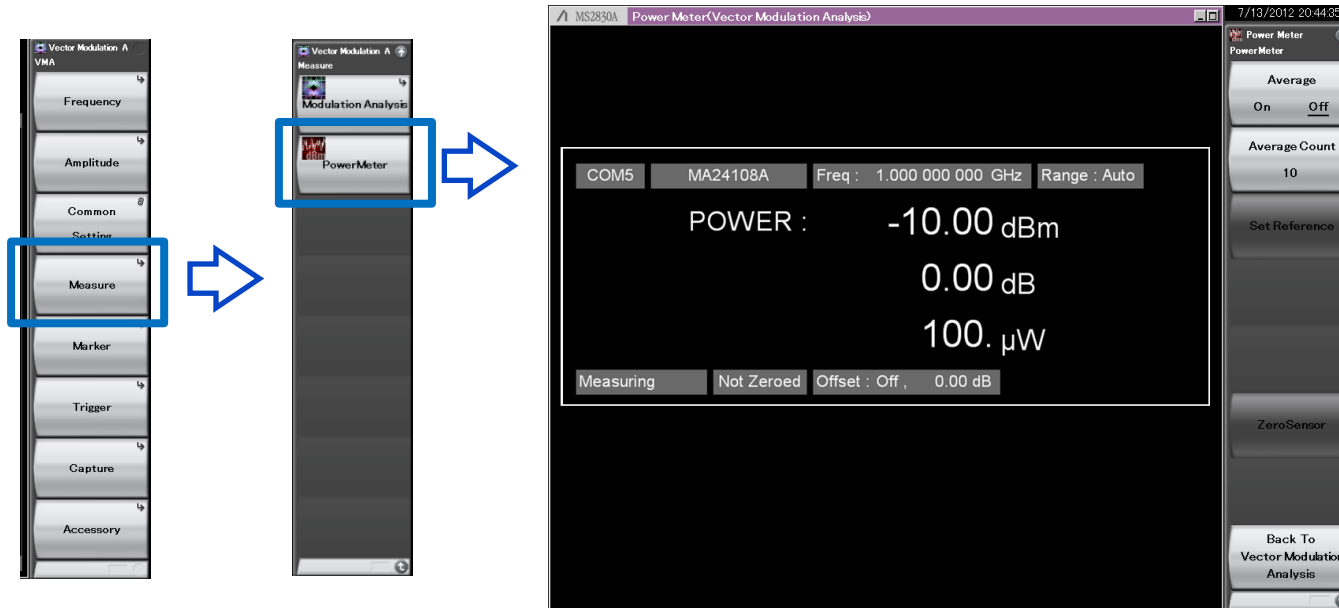 Vector Modulation A
VMA
Frequency
Amplitude
Common
Setting
Measure
Marker
Trigger
Capture
Accessory
Vector Modulation A
Measure
Modulation Analysis
dBm
PowerMeter
MS2830A Power Meter(Vector Modulation Analysis)
COM5 MA24108A Freq : 1.000 000 000 GHz Range : Auto
POWER : -10.00 dBm
0.00 dB
100. µW
Measuring Not Zeroed Offset : Off , 0.00 dB
7/13/2012 20:44:35
Power Meter
PowerMeter
Average
On Off
Average Count
10
Set Reference
ZeroSensor
Back To
Vector Modulation
Analysis